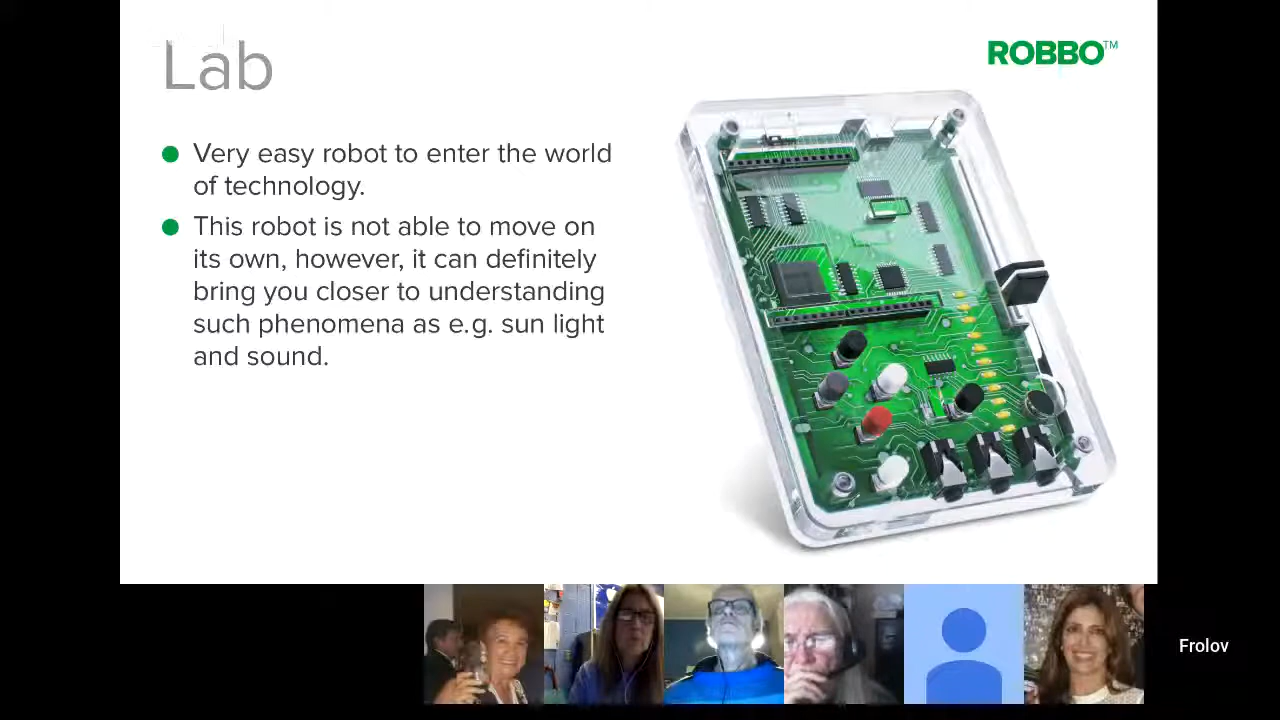 Lab
ROBBO™
Very easy robot to enter the world
of technology.
This robot is not able to move on
its own, however, it can definitely
bring you closer to understanding
such phenomena as e.g. sun light
and sound.
Frolov